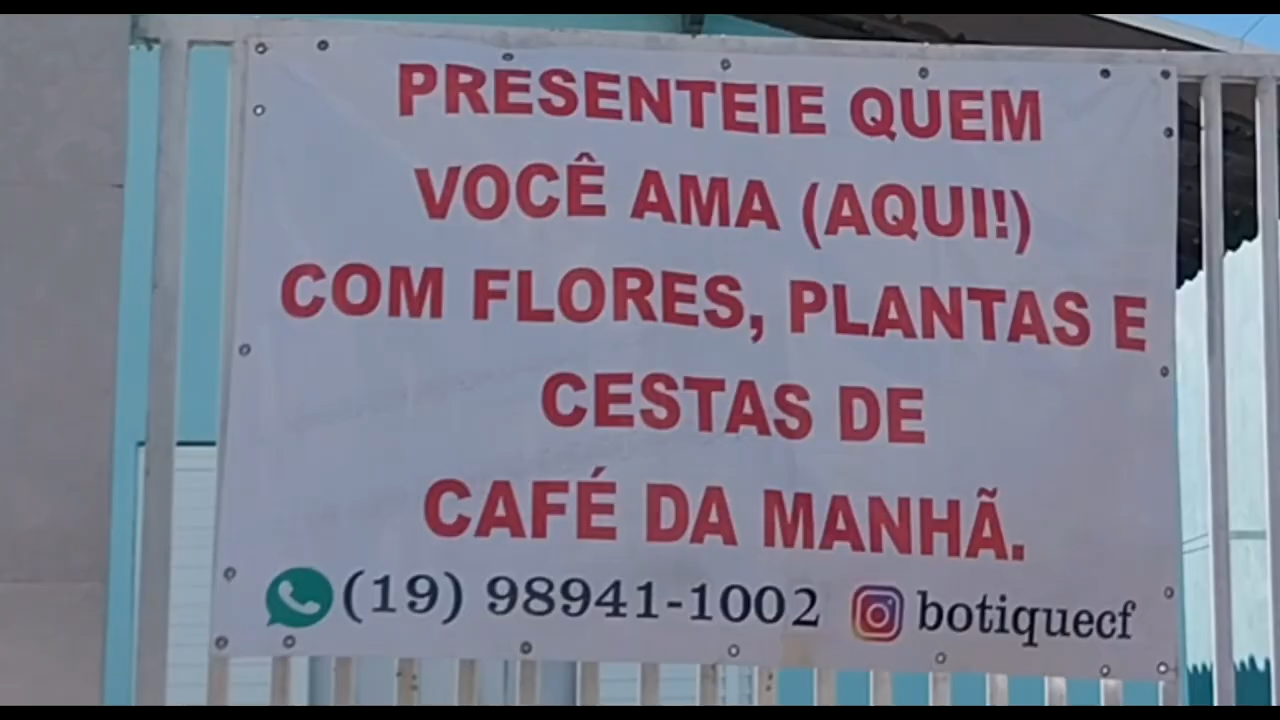 PRESENTEIE QUEM
VOCÊ AMA (AQUI!)
COM FLORES, PLANTAS E
CESTAS DE
CAFÉ DA MANHÃ.
(19) 98941-1002 botiquecf